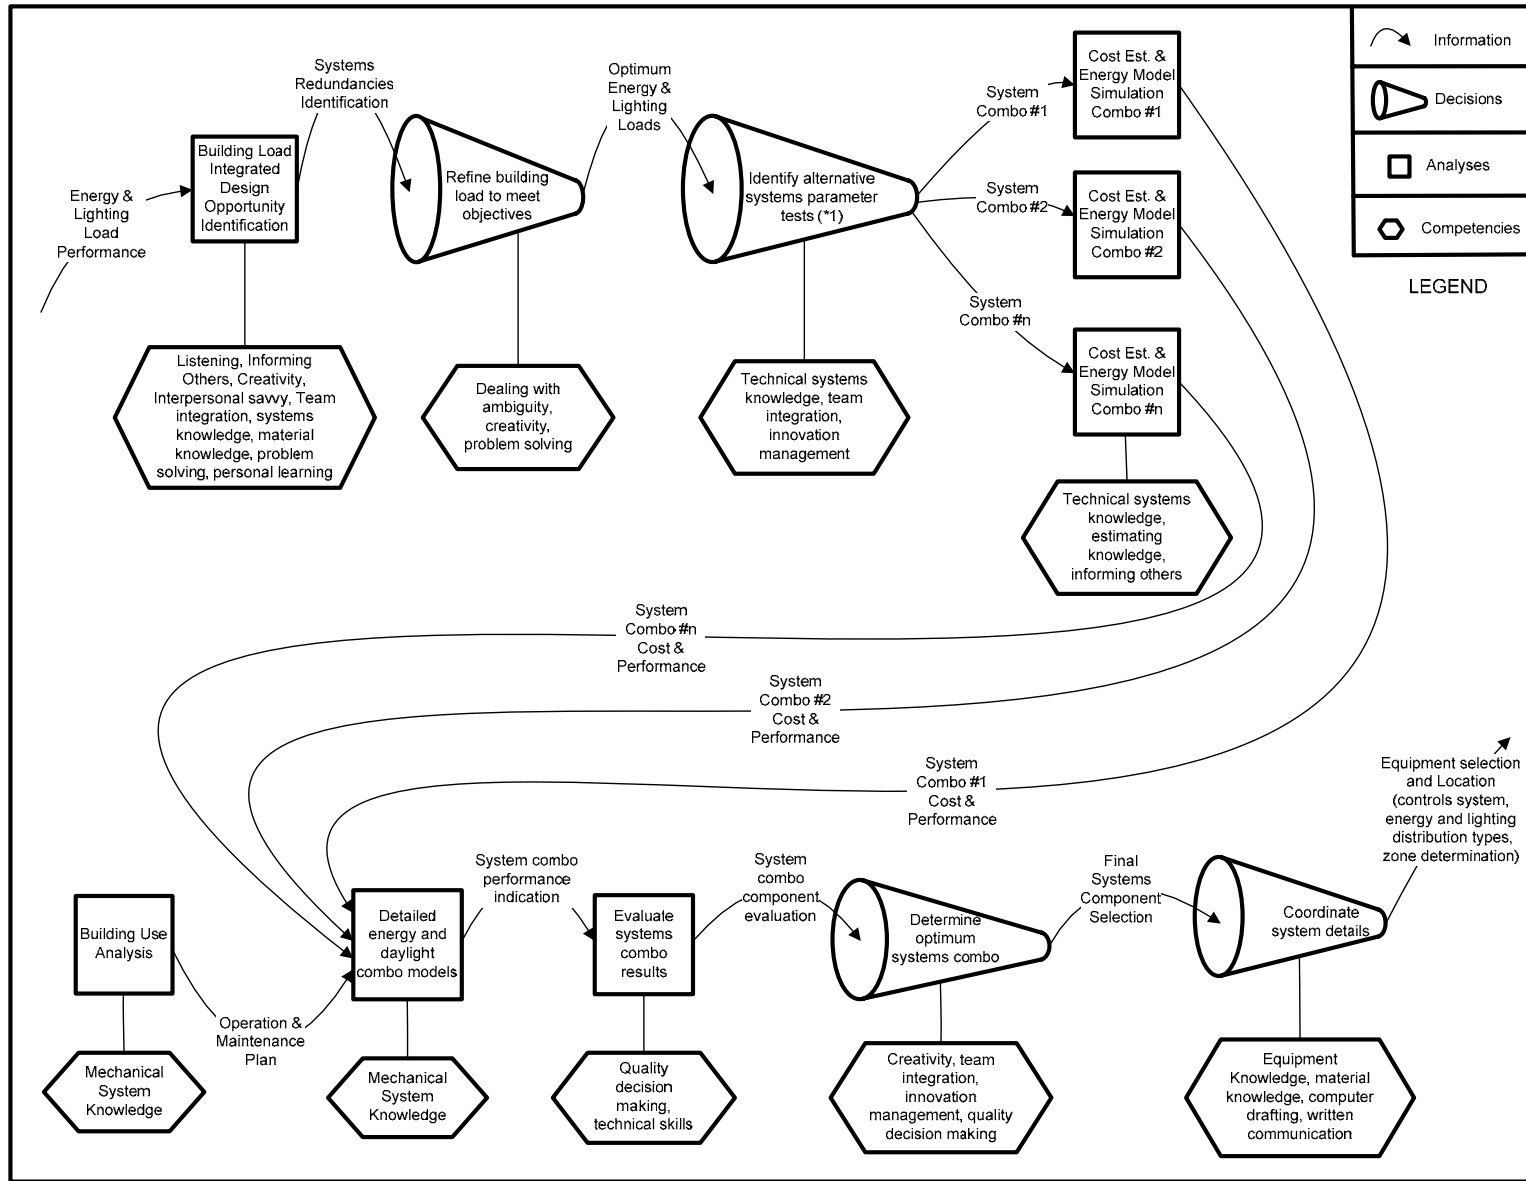 Energy &
Lighting
Load
Performance
Building Load
Integrated
Design
Opportunity
Identification
Systems
Redundancies
Identification
Refine building
load to meet
objectives
Optimum
Energy &
Lighting
Loads
Identify alternative
systems parameter
tests (*1)
System
Combo #1
System
Combo #2
System
Combo #n
Cost Est. &
Energy Model
Simulation
Combo #1
Cost Est. &
Energy Model
Simulation
Combo #2
Cost Est. &
Energy Model
Simulation
Combo #n
Information
Decisions
Analyses
Competencies
LEGEND
Listening, Informing
Others, Creativity,
Interpersonal savvy, Team
integration, systems
knowledge, material
knowledge, problem
solving, personal learning
Dealing with
ambiguity,
creativity,
problem solving
Technical systems
knowledge, team
integration,
innovation
management
Technical systems
knowledge,
estimating
knowledge,
informing others
System
Combo #n
Cost &
Performance
System
Combo #2
Cost &
Performance
System
Combo #1
Cost &
Performance
Building Use
Analysis
Operation &
Maintenance
Plan
Detailed
energy and
daylight
combo models
System combo
performance
indication
Evaluate
systems
combo
results
System
combo
component
evaluation
Determine
optimum
systems combo
Final
Systems
Component
Selection
Coordinate
system details
Equipment selection
and Location
(controls system,
energy and lighting
distribution types,
zone determination)
Mechanical
System
Knowledge
Mechanical
System
Knowledge
Quality
decision
making,
technical skills
Creativity, team
integration,
innovation
management, quality
decision making
Equipment
Knowledge, material
knowledge, computer
drafting, written
communication